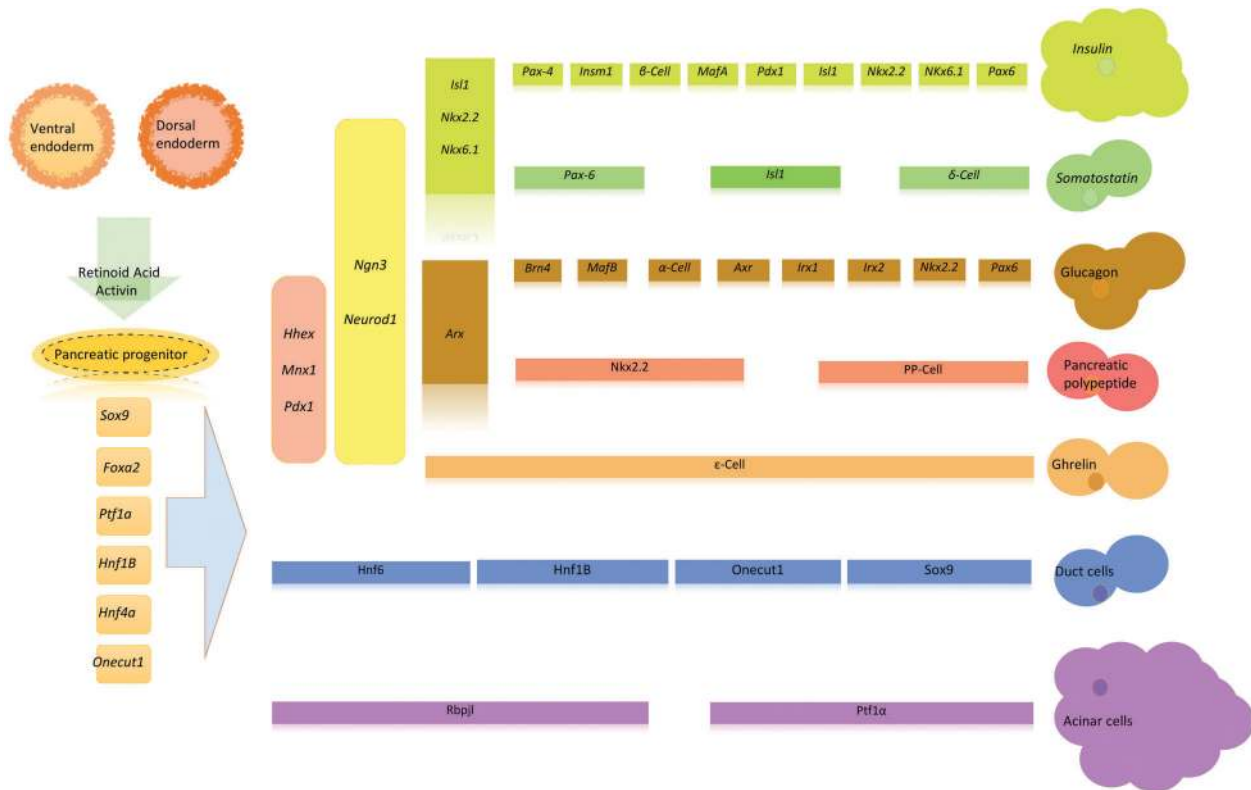 Ventral
endoderm
Dorsal
endoderm
Retinoid Acid
Activin
Pancreatic progenitor
Sox9
Foxa2
Ptf1a
Hnf1B
Hnf4a
Onecut1
Hhex
Mnx1
Pdx1
Ngn3
Neurod1
Isl1
Nkx2.2
Nkx6.1
Pax-4 Insm1 β-Cell MafA Pdx1 Isl1 Nkx2.2 NKx6.1 Pax6
Insulin
Pax-6 Isl1 δ-Cell
Somatostatin
Arx
Brn4 MafB α-Cell Axr Irx1 Irx2 Nkx2.2 Pax6
Glucagon
Nkx2.2 PP-Cell
Pancreatic
polypeptide
ε-Cell
Ghrelin
Hnf6 Hnf1B Onecut1 Sox9
Duct cells
Rbpjl Ptf1α
Acinar cells